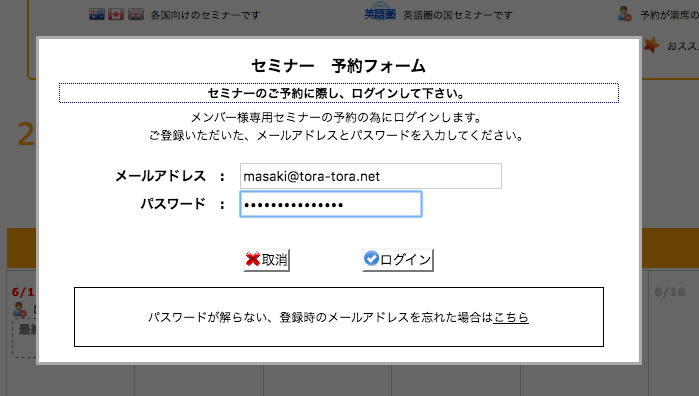 各国向けのセミナーです
英語圏 英語圏の国セミナーです
予約が満席の
おスス
セミナー 予約フォーム
セミナーのご予約に際し、ログインして下さい。
メンバー様専用セミナーの予約の為にログインします。
ご登録いただいた、メールアドレスとパスワードを入力してください。
2
メールアドレス : masaki@tora-tora.net
パスワード : •••••••••••••••
取消 ログイン
6/1
6/16
最
パスワードが解らない、登録時のメールアドレスを忘れた場合はこちら